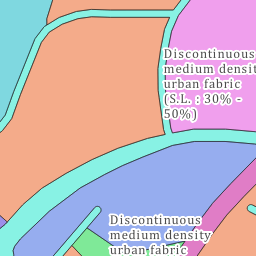 Discontinuous
medium density
urban fabric
(S.L. : 30% -
50%)
Discontinuous
medium density
urban fabric